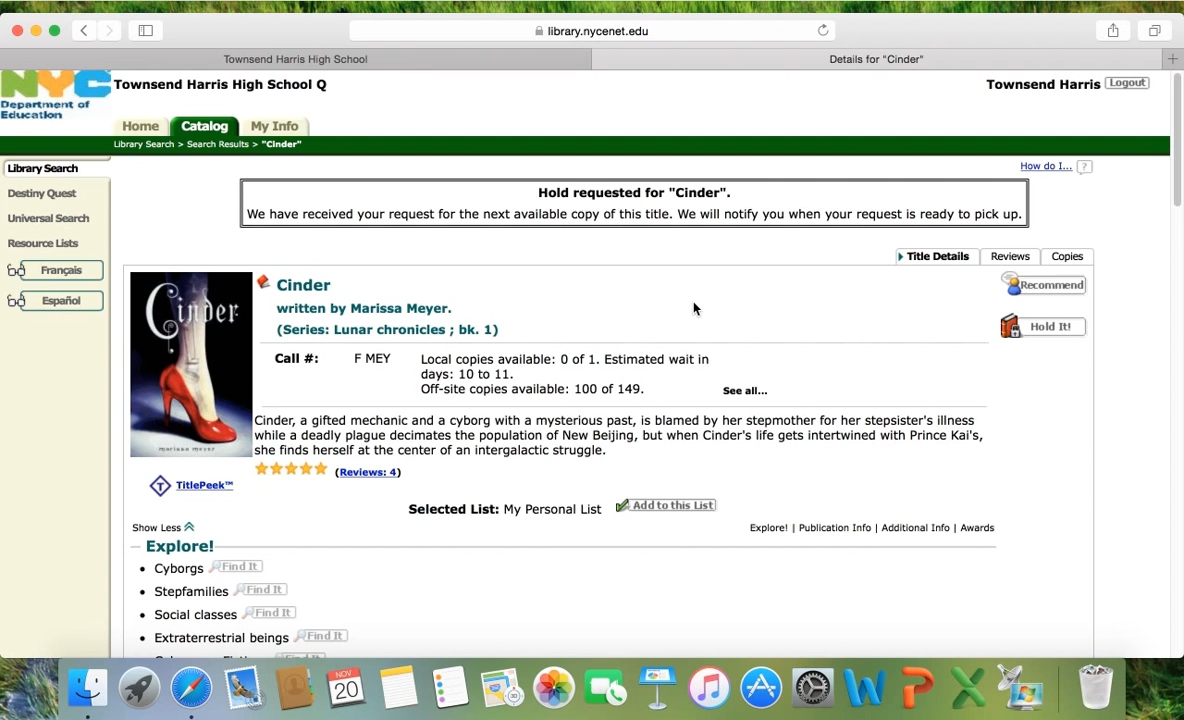 library.nycenet.edu
Townsend Harris High School
Details for "Cinder"
NYC
Department of
Education
Townsend Harris High School Q
Townsend Harris Logout
Home Catalog My Info
Library Search > Search Results > "Cinder"
Library Search
Destiny Quest
Universal Search
Resource Lists
Français
Español
How do I... ?
Hold requested for "Cinder".
We have received your request for the next available copy of this title. We will notify you when your request is ready to pick up.
Title Details Reviews Copies
Cinder
marissa meyer
Cinder
written by Marissa Meyer.
(Series: Lunar chronicles ; bk. 1)
Recommend
Hold It!
Call #: F MEY
Local copies available: 0 of 1. Estimated wait in
days: 10 to 11.
Off-site copies available: 100 of 149.
See all...
Cinder, a gifted mechanic and a cyborg with a mysterious past, is blamed by her stepmother for her stepsister's illness
while a deadly plague decimates the population of New Beijing, but when Cinder's life gets intertwined with Prince Kai's,
she finds herself at the center of an intergalactic struggle.
(Reviews: 4)
T TitlePeek™
Selected List: My Personal List Add to this List
Show Less
Explore! | Publication Info | Additional Info | Awards
Explore!
• Cyborgs Find It
• Stepfamilies Find It
• Social classes Find It
• Extraterrestrial beings Find It
NOV
20